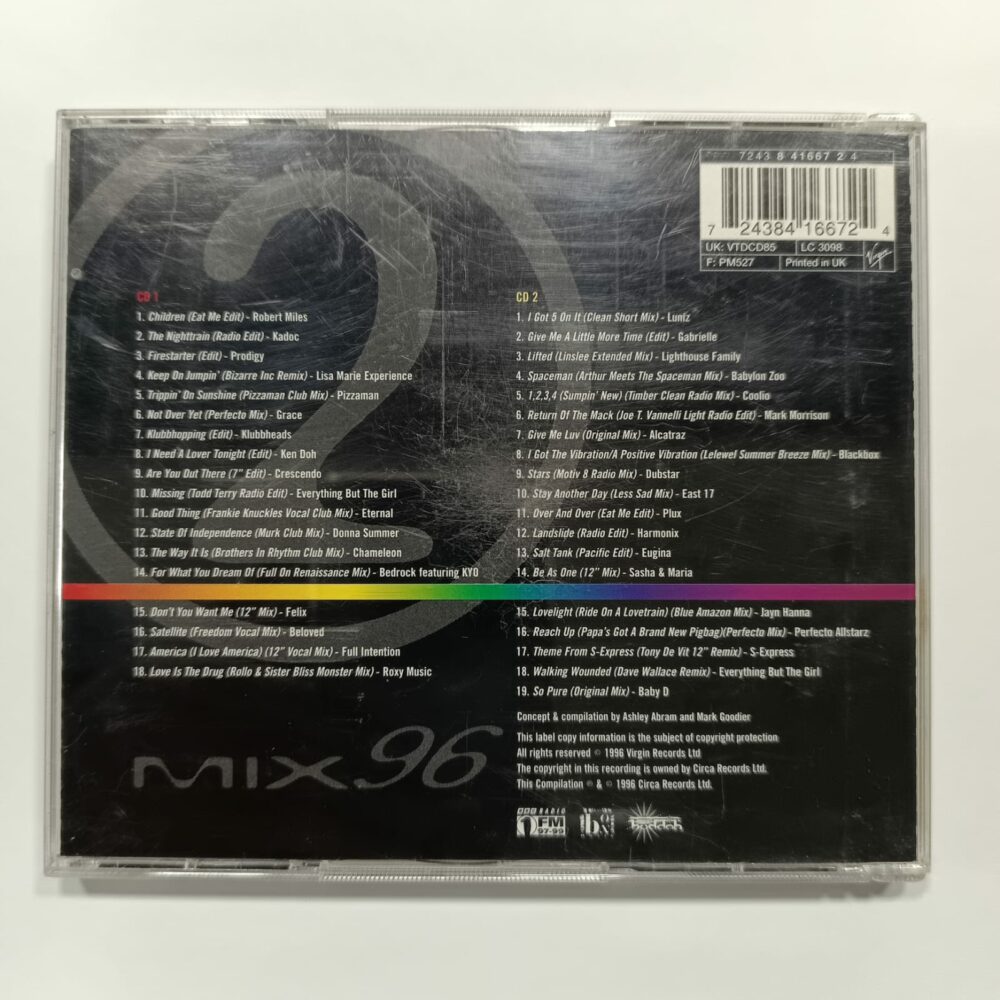 7243 8 41667 2 4
7 24384 16672 4
UK: VTDCD85 LC 3098
F: PM527 Printed in UK
Virgin
2
CD 1
1. Children (Eat Me Edit) - Robert Miles
2. The Nighttrain (Radio Edit) - Kadoc
3. Firestarter (Edit) - Prodigy
4. Keep On Jumpin' (Bizarre Inc Remix) - Lisa Marie Experience
5. Trippin' On Sunshine (Pizzaman Club Mix) - Pizzaman
6. Not Over Yet (Perfecto Mix) - Grace
7. Klubbhopping (Edit) - Klubbheads
8. I Need A Lover Tonight (Edit) - Ken Doh
9. Are You Out There (7" Edit) - Crescendo
10. Missing (Todd Terry Radio Edit) - Everything But The Girl
11. Good Thing (Frankie Knuckles Vocal Club Mix) - Eternal
12. State Of Independence (Murk Club Mix) - Donna Summer
13. The Way It Is (Brothers In Rhythm Club Mix) - Chameleon
14. For What You Dream Of (Full On Renaissance Mix) - Bedrock featuring KYO
15. Don't You Want Me (12" Mix) - Felix
16. Satellite (Freedom Vocal Mix) - Beloved
17. America (I Love America) (12" Vocal Mix) - Full Intention
18. Love Is The Drug (Rollo & Sister Bliss Monster Mix) - Roxy Music
CD 2
1. I Got 5 On It (Clean Short Mix) - Luniz
2. Give Me A Little More Time (Edit) - Gabrielle
3. Lifted (Linslee Extended Mix) - Lighthouse Family
4. Spaceman (Arthur Meets The Spaceman Mix) - Babylon Zoo
5. 1,2,3,4 (Sumpin' New) (Timber Clean Radio Mix) - Coolio
6. Return Of The Mack (Joe T. Vannelli Light Radio Edit) - Mark Morrison
7. Give Me Luv (Original Mix) - Alcatraz
8. I Got The Vibration/A Positive Vibration (Lelewel Summer Breeze Mix) - Blackbox
9. Stars (Motiv 8 Radio Mix) - Dubstar
10. Stay Another Day (Less Sad Mix) - East 17
11. Over And Over (Eat Me Edit) - Plux
12. Landslide (Radio Edit) - Harmonix
13. Salt Tank (Pacific Edit) - Eugina
14. Be As One (12" Mix) - Sasha & Maria
15. Lovelight (Ride On A Lovetrain) (Blue Amazon Mix) - Jayn Hanna
16. Reach Up (Papa's Got A Brand New Pigbag)(Perfecto Mix) - Perfecto Allstarz
17. Theme From S-Express (Tony De Vit 12" Remix) - S-Express
18. Walking Wounded (Dave Wallace Remix) - Everything But The Girl
19. So Pure (Original Mix) - Baby D
Concept & compilation by Ashley Abram and Mark Goodier
This label copy information is the subject of copyright protection
All rights reserved © 1996 Virgin Records Ltd
The copyright in this recording is owned by Circa Records Ltd.
This Compilation ℗ & © 1996 Circa Records Ltd.
MIX 96
BBC RADIO
1FM
97-99